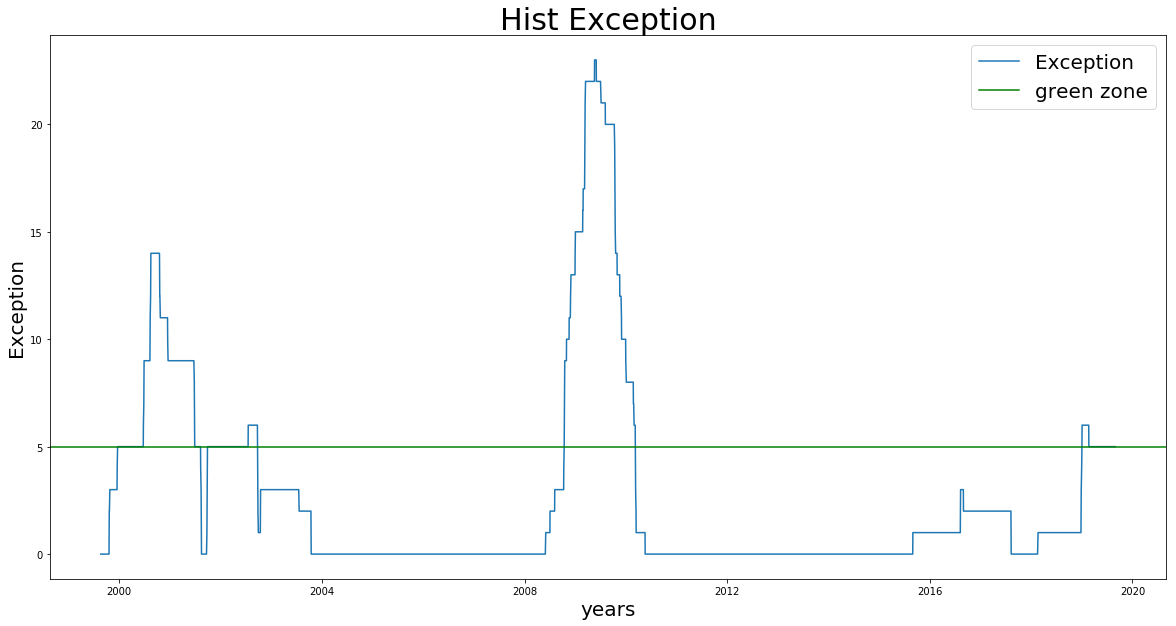 Hist Exception
Exception
green zone
Exception
20
15
10
5
0
2000
2004
2008
2012
2016
2020
years